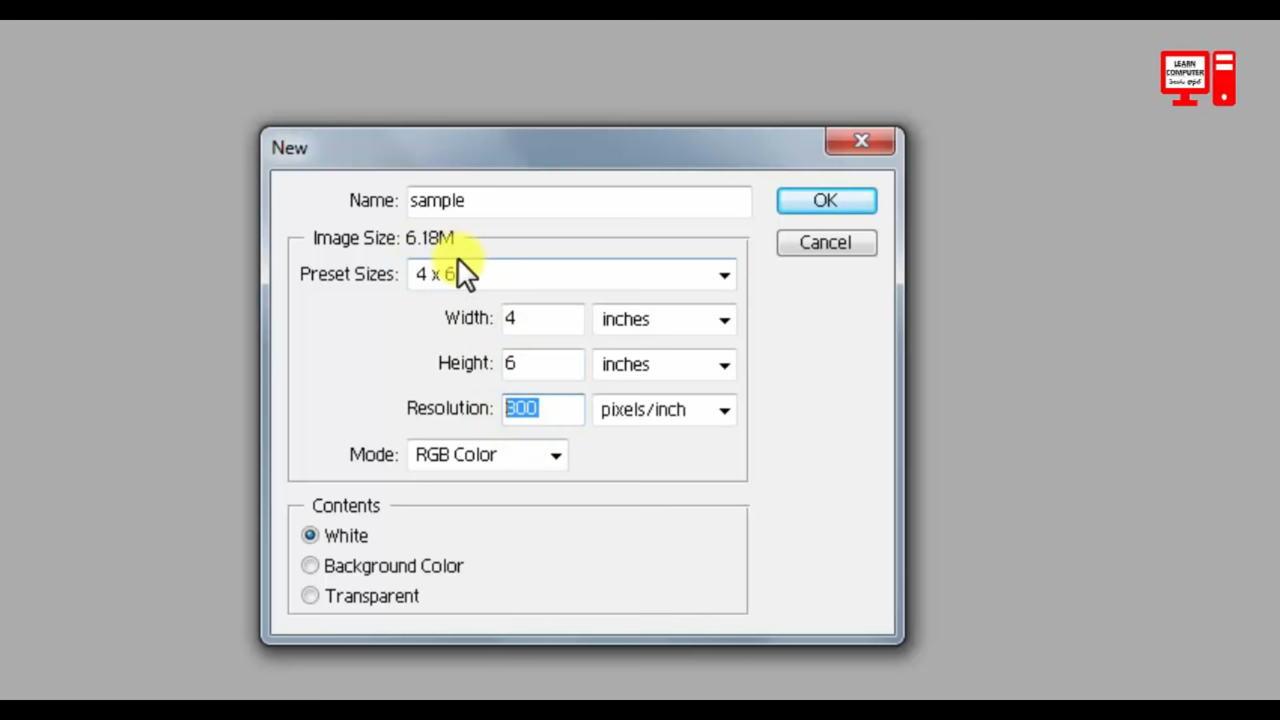 LEARN
COMPUTER
New
Name: sample
OK
Image Size: 6.18M
Cancel
Preset Sizes: 4 x 6
Width: 4 inches
Height: 6 inches
Resolution: 300 pixels/inch
Mode: RGB Color
Contents
White
Background Color
Transparent